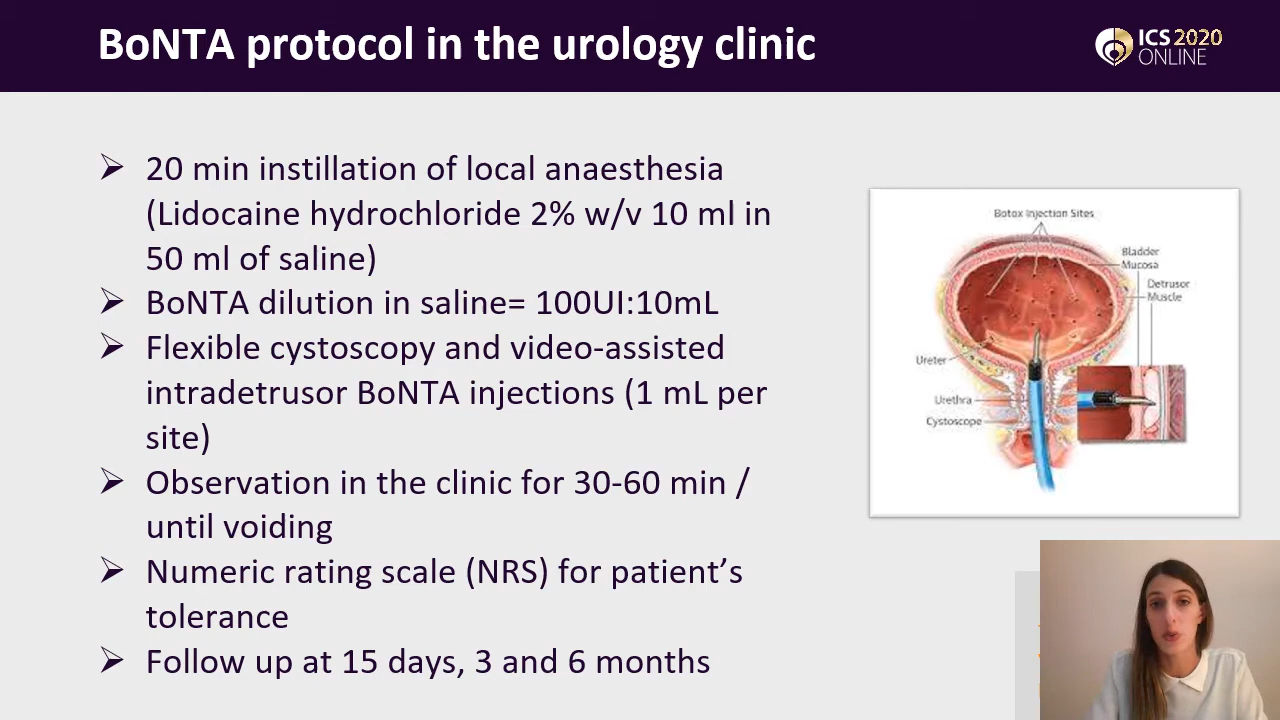 BoNTA protocol in the urology clinic
ICS 2020
ONLINE
➢ 20 min instillation of local anaesthesia
(Lidocaine hydrochloride 2% w/v 10 ml in
50 ml of saline)
➢ BoNTA dilution in saline= 100UI:10mL
➢ Flexible cystoscopy and video-assisted
intradetrusor BoNTA injections (1 mL per
site)
➢ Observation in the clinic for 30-60 min /
until voiding
➢ Numeric rating scale (NRS) for patient’s
tolerance
➢ Follow up at 15 days, 3 and 6 months
Botox Injection Sites
Bladder
Mucosa
Detrusor
Muscle
Ureter
Urethra
Cystoscope